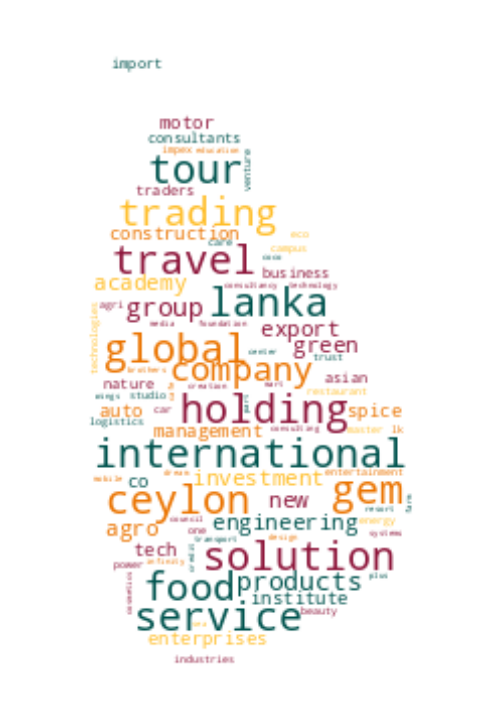 import
motor
consultants
impex education
tour
venture
traders
trading
construction
eco
care
campus
travel
coco
business
academy
consultancy technology
agri group lanka
media foundation
export
technologies
global
green
center
trust
company
brothers
asian
nature
creation
mart
restaurant
wings studio
car holding spice
auto
logistics
management consulting
master lk
international
mobile
dream
entertainment
co
investment
ceylon
new gem
resort
farm
council
agro
one
engineering
energy
systems
transport
design
tech
credit
solution
power
infinity
plus
cosmetics
food products
institute
service
beauty
enterprises
industries